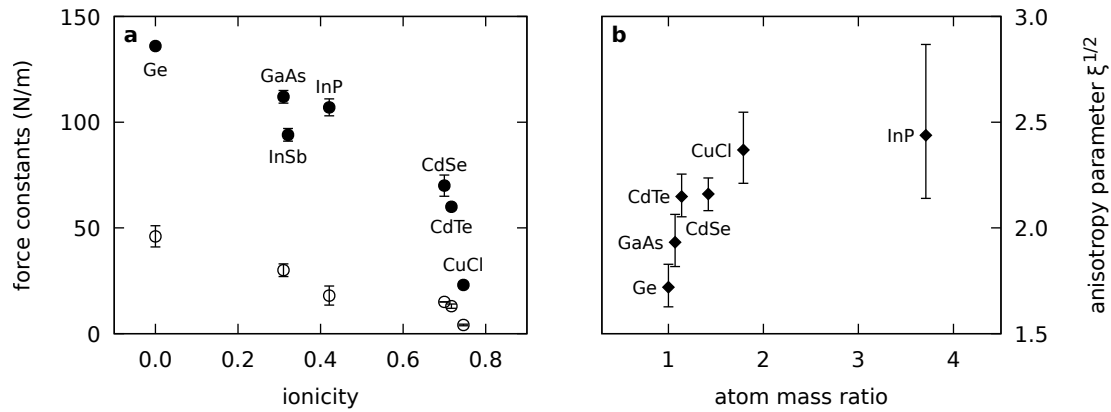 a
150
100
50
0
force constants (N/m)
Ge
GaAs
InP
InSb
CdSe
CdTe
CuCl
0.0 0.2 0.4 0.6 0.8
ionicity
b
InP
CuCl
CdTe
CdSe
GaAs
Ge
1 2 3 4
atom mass ratio
3.0
2.5
2.0
1.5
anisotropy parameter ξ^1/2